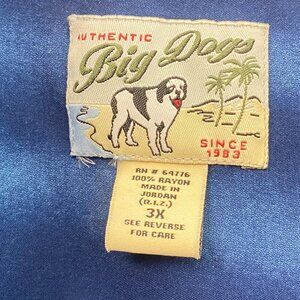 AUTHENTIC
Big Dogs
SINCE
1983
RN # 64776
100% RAYON
MADE IN
JORDAN
(Q.I.Z.)
3X
SEE REVERSE
FOR CARE